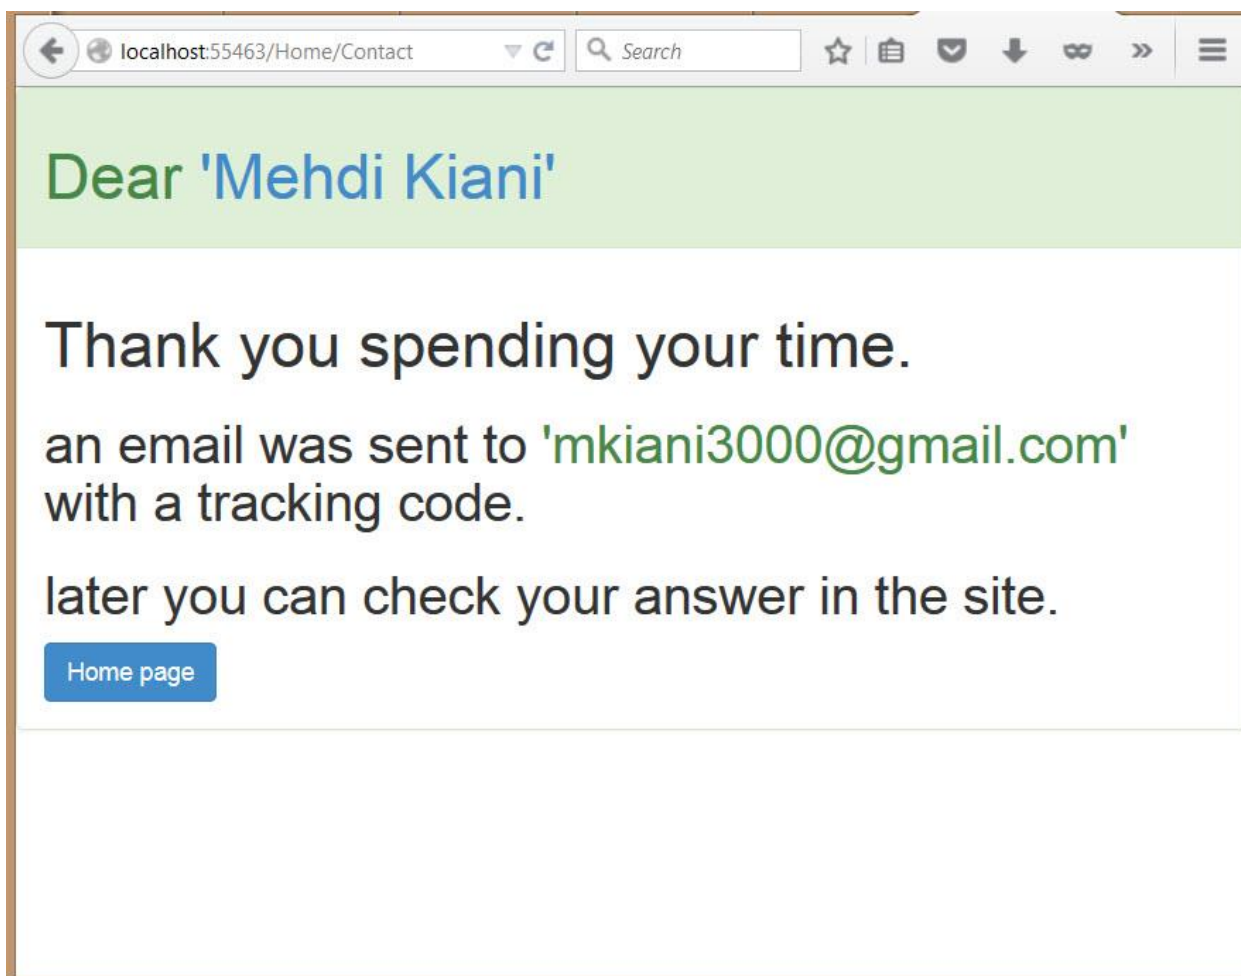 localhost:55463/Home/Contact
Search
Dear 'Mehdi Kiani'
Thank you spending your time.
an email was sent to 'mkiani3000@gmail.com'
with a tracking code.
later you can check your answer in the site.
Home page